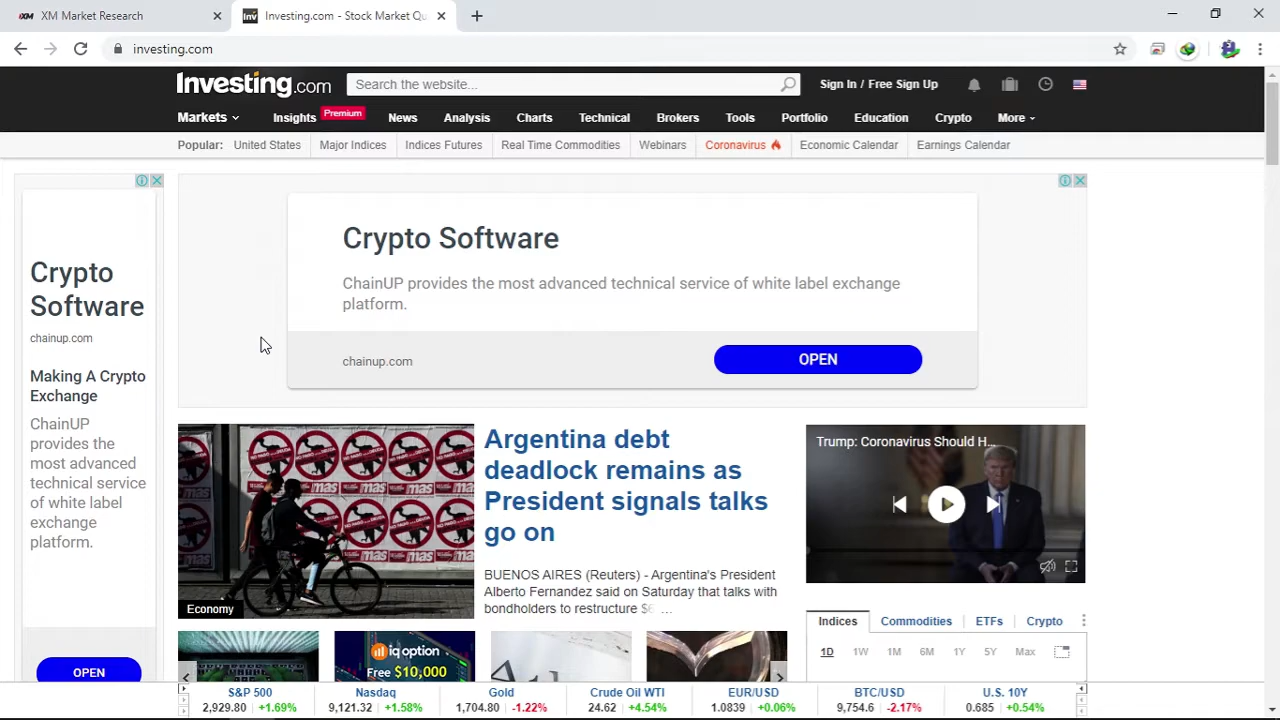 XM Market Research
Investing.com - Stock Market Qu
investing.com
Investing.com
Search the website...
Sign In / Free Sign Up
Markets
Insights
Premium
News
Analysis
Charts
Technical
Brokers
Tools
Portfolio
Education
Crypto
More
Popular:
United States
Major Indices
Indices Futures
Real Time Commodities
Webinars
Coronavirus
Economic Calendar
Earnings Calendar
Crypto
Software
chainup.com
Making A Crypto
Exchange
ChainUP
provides the
most advanced
technical service
of white label
exchange
platform.
OPEN
Crypto Software
ChainUP provides the most advanced technical service of white label exchange
platform.
chainup.com
OPEN
Economy
Argentina debt
deadlock remains as
President signals talks
go on
BUENOS AIRES (Reuters) - Argentina's President
Alberto Fernandez said on Saturday that talks with
bondholders to restructure $6 ...
Trump: Coronavirus Should H...
Indices
Commodities
ETFs
Crypto
1D
1W
1M
6M
1Y
5Y
Max
iq option
Free $10,000
S&P 500
2,929.80 +1.69%
Nasdaq
9,121.32 +1.58%
Gold
1,704.80 -1.22%
Crude Oil WTI
24.62 +4.54%
EUR/USD
1.0839 +0.06%
BTC/USD
9,754.6 -2.17%
U.S. 10Y
0.685 +0.54%